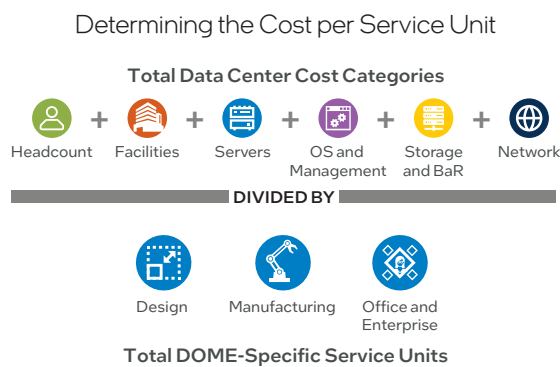 Determining the Cost per Service Unit
Total Data Center Cost Categories
+ + + + +
Headcount Facilities Servers OS and Management Storage and BaR Network
DIVIDED BY
Design Manufacturing Office and Enterprise
Total DOME-Specific Service Units